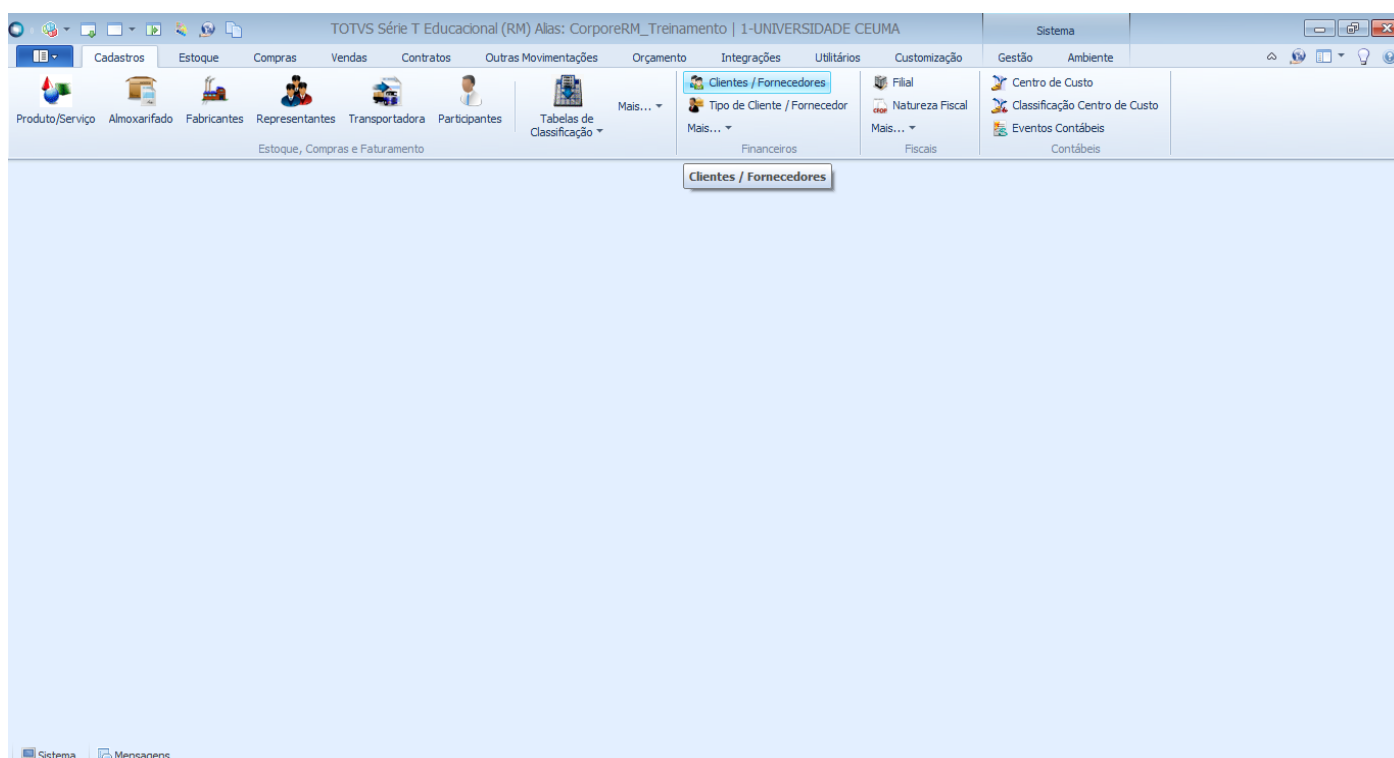 TOTVS Série T Educacional (RM) Alias: CorporeRM_Treinamento | 1-UNIVERSIDADE CEUMA
Sistema
Cadastros Estoque Compras Vendas Contratos Outras Movimentações Orçamento Integrações Utilitários Customização Gestão Ambiente
Produto/Serviço Almoxarifado Fabricantes Representantes Transportadora Participantes
Tabelas de
Classificação
Mais...
Estoque, Compras e Faturamento
Clientes / Fornecedores
Tipo de Cliente / Fornecedor
Mais...
Financeiros
Filial
Natureza Fiscal
Mais...
Fiscais
Centro de Custo
Classificação Centro de Custo
Eventos Contábeis
Contábeis
Clientes / Fornecedores
Sistema Mensagens